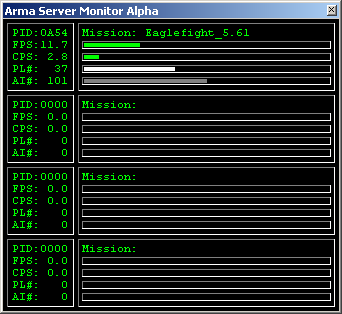 Arma Server Monitor Alpha
PID:0A54 Mission: Eaglefight_5.61
FPS:11.7
CPS: 2.8
PL#: 37
AI#: 101
PID:0000 Mission:
FPS: 0.0
CPS: 0.0
PL#: 0
AI#: 0
PID:0000 Mission:
FPS: 0.0
CPS: 0.0
PL#: 0
AI#: 0
PID:0000 Mission:
FPS: 0.0
CPS: 0.0
PL#: 0
AI#: 0